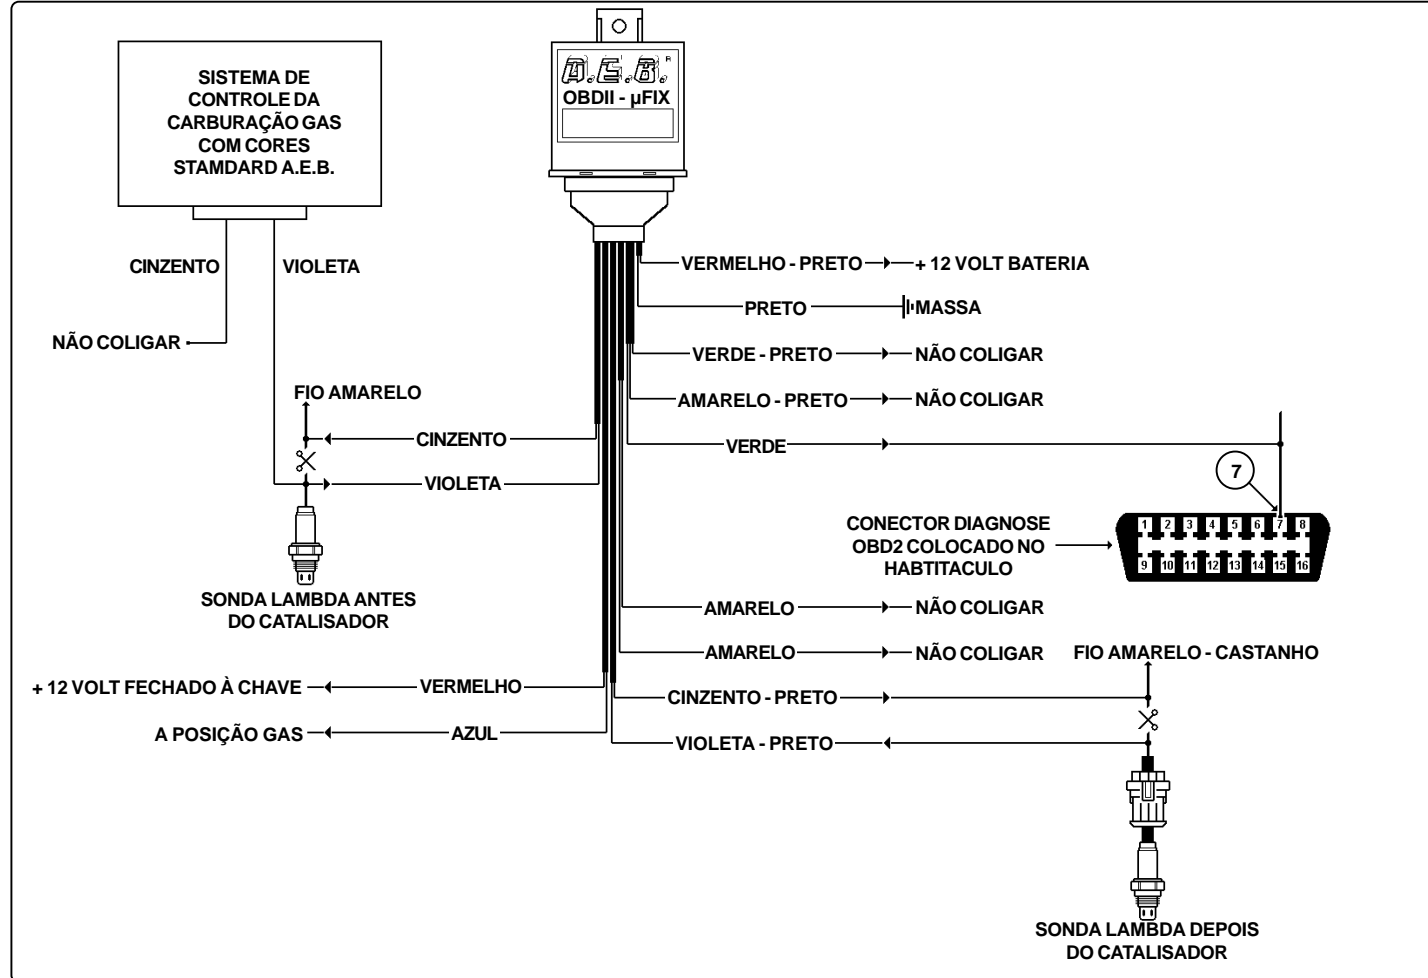 SISTEMA DE
CONTROLE DA
CARBURAÇÃO GAS
COM CORES
STAMDARD A.E.B.
A.E.B. R
OBDII - µFIX
CINZENTO
VIOLETA
NÃO COLIGAR
FIO AMARELO
CINZENTO
VIOLETA
SONDA LAMBDA ANTES
DO CATALISADOR
+ 12 VOLT FECHADO À CHAVE
VERMELHO
A POSIÇÃO GAS
AZUL
VERMELHO - PRETO
+ 12 VOLT BATERIA
PRETO
MASSA
VERDE - PRETO
NÃO COLIGAR
AMARELO - PRETO
NÃO COLIGAR
VERDE
7
CONECTOR DIAGNOSE
OBD2 COLOCADO NO
HABTITACULO
1 2 3 4 5 6 7 8
9 10 11 12 13 14 15 16
AMARELO
NÃO COLIGAR
AMARELO
NÃO COLIGAR
FIO AMARELO - CASTANHO
CINZENTO - PRETO
VIOLETA - PRETO
SONDA LAMBDA DEPOIS
DO CATALISADOR